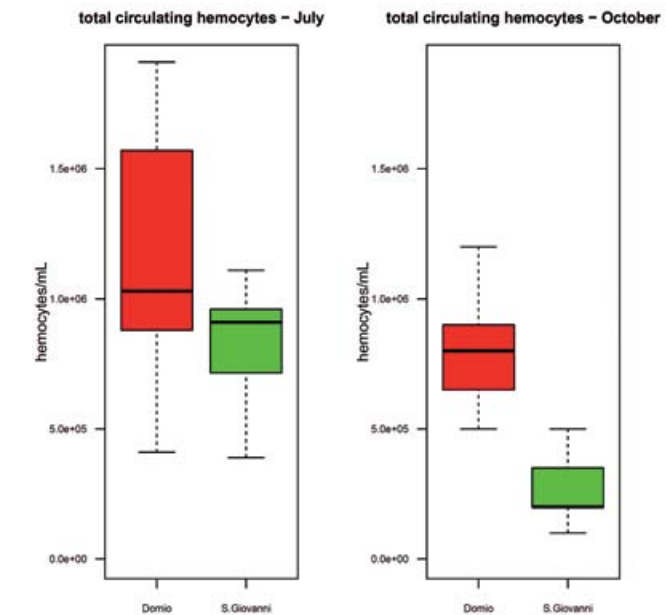 total circulating hemocytes − July
hemocytes/mL
1.5e+06
1.0e+06
5.0e+05
0.0e+00
Domio S.Giovanni
total circulating hemocytes − October
hemocytes/mL
1.5e+06
1.0e+06
5.0e+05
0.0e+00
Domio S.Giovanni